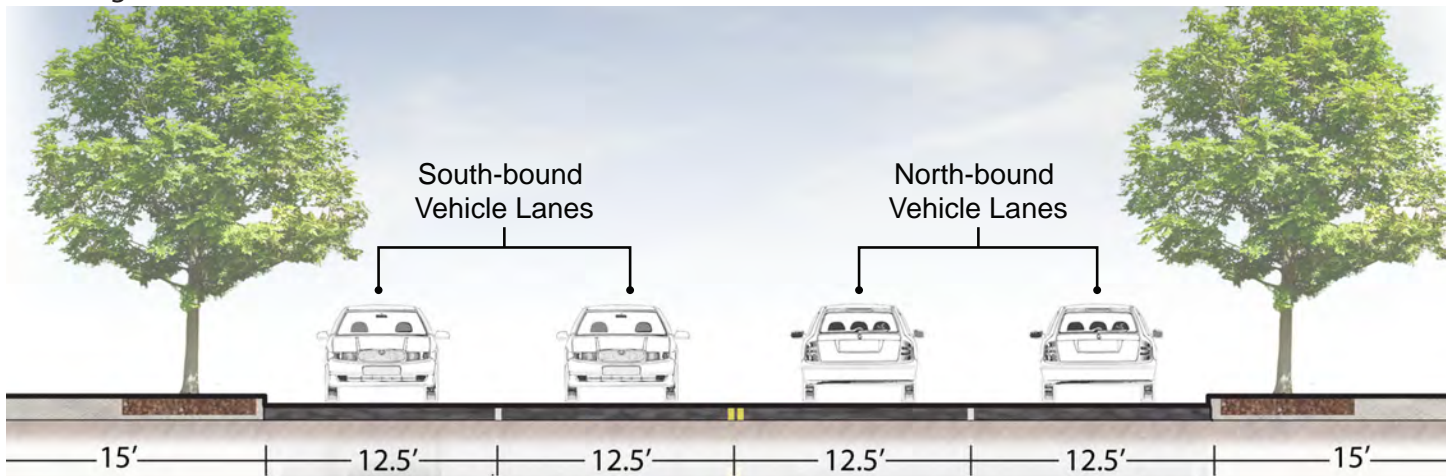 South-bound
Vehicle Lanes
North-bound
Vehicle Lanes
15′ 12.5′ 12.5′ 12.5′ 12.5′ 15′